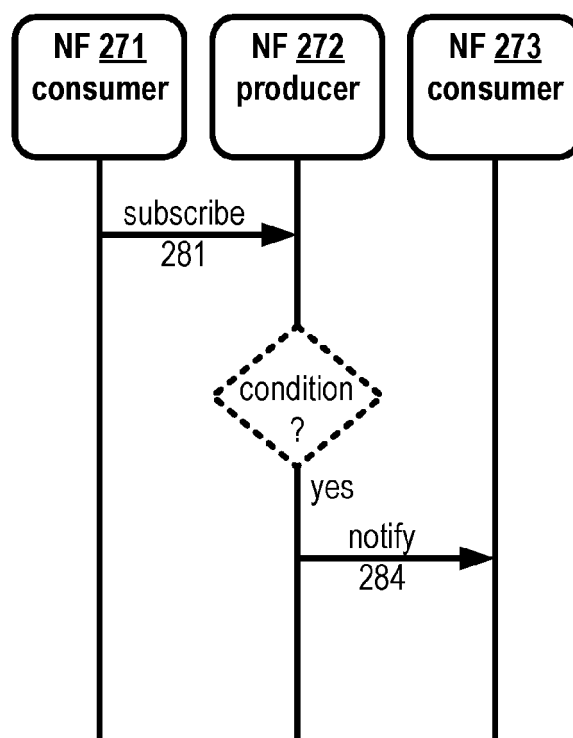 NF 271
consumer
NF 272
producer
NF 273
consumer
subscribe
281
condition
?
yes
notify
284